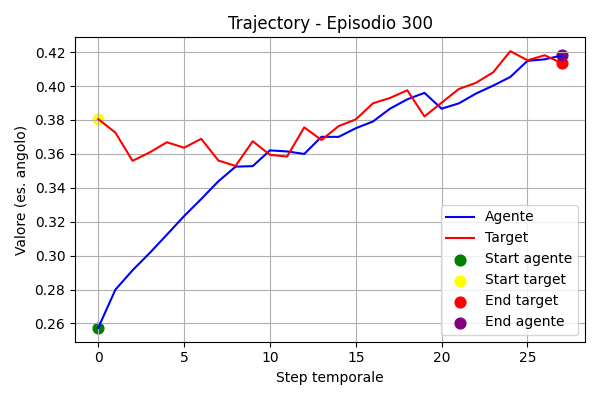 Trajectory - Episodio 300
Valore (es. angolo)
0.42
0.40
0.38
0.36
0.34
0.32
0.30
0.28
0.26
Agente
Target
Start agente
Start target
End target
End agente
0 5 10 15 20 25
Step temporale